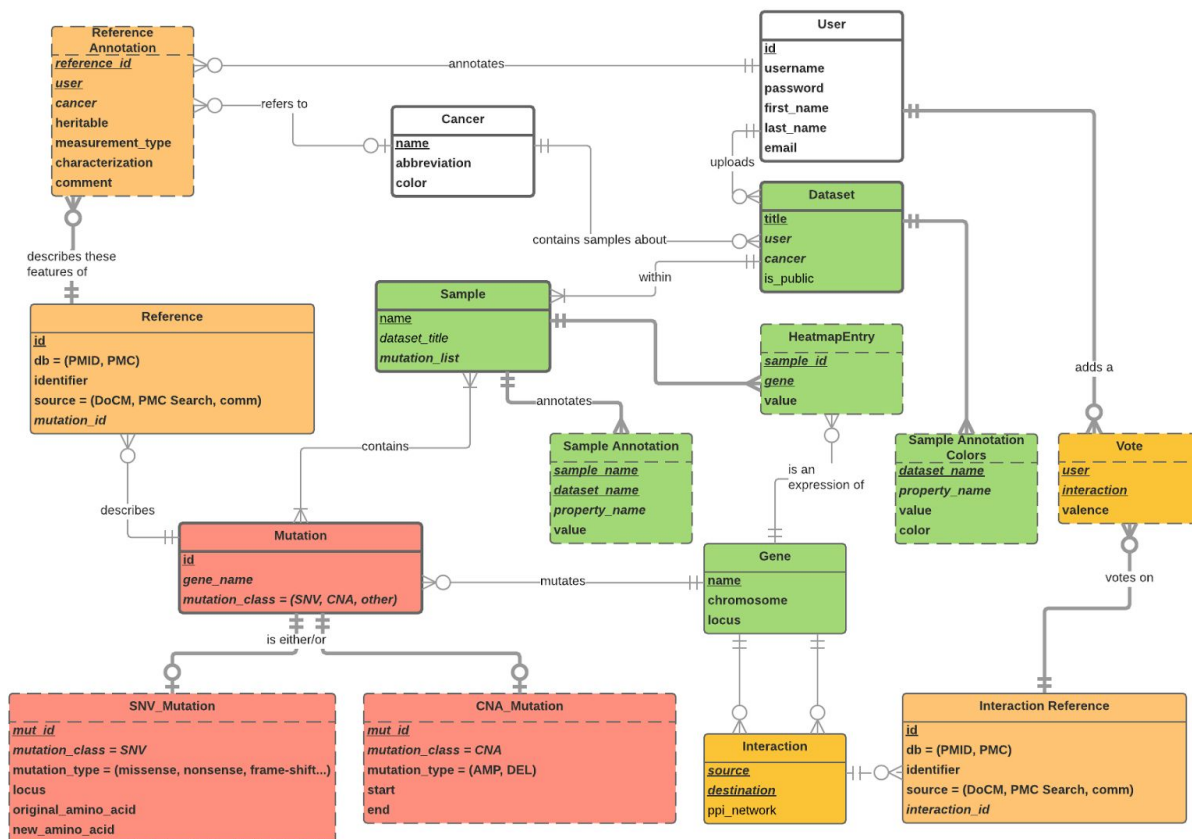 Reference
Annotation
reference_id
user
cancer
heritable
measurement_type
characterization
comment
annotates
refers to
User
id
username
password
first_name
last_name
email
Cancer
name
abbreviation
color
uploads
Dataset
title
user
cancer
is_public
contains samples about
within
describes these
features of
Reference
id
db = (PMID, PMC)
identifier
source = (DoCM, PMC Search, comm)
mutation_id
Sample
name
dataset_title
mutation_list
HeatmapEntry
sample_id
gene
value
adds a
annotates
contains
Sample Annotation
sample_name
dataset_name
property_name
value
is an
expression of
Sample Annotation
Colors
dataset_name
property_name
value
color
Vote
user
interaction
valence
describes
Mutation
id
gene_name
mutation_class = (SNV, CNA, other)
mutates
Gene
name
chromosome
locus
votes on
is either/or
SNV_Mutation
mut_id
mutation_class = SNV
mutation_type = (missense, nonsense, frame-shift...)
locus
original_amino_acid
new_amino_acid
CNA_Mutation
mut_id
mutation_class = CNA
mutation_type = (AMP, DEL)
start
end
Interaction
source
destination
ppi_network
Interaction Reference
id
db = (PMID, PMC)
identifier
source = (DoCM, PMC Search, comm)
interaction_id